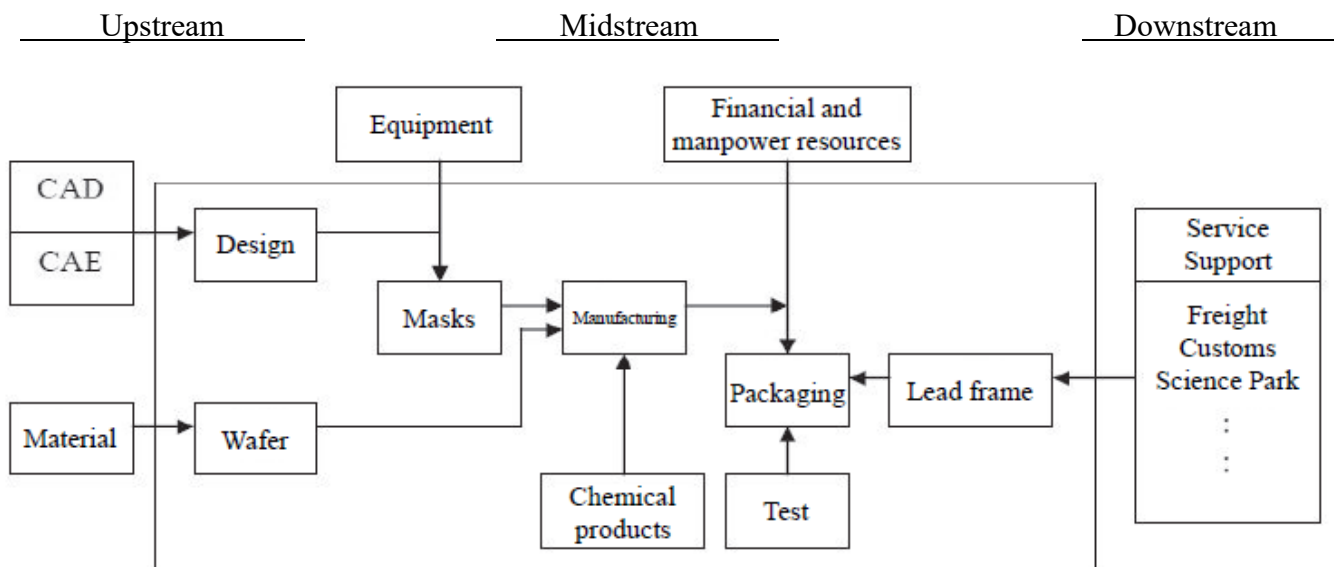 Upstream
Midstream
Downstream
Equipment
Financial and
manpower resources
CAD
CAE
Design
Masks
Manufacturing
Service
Support
Freight
Customs
Science Park
:
:
Packaging
Lead frame
Material
Wafer
Chemical
products
Test